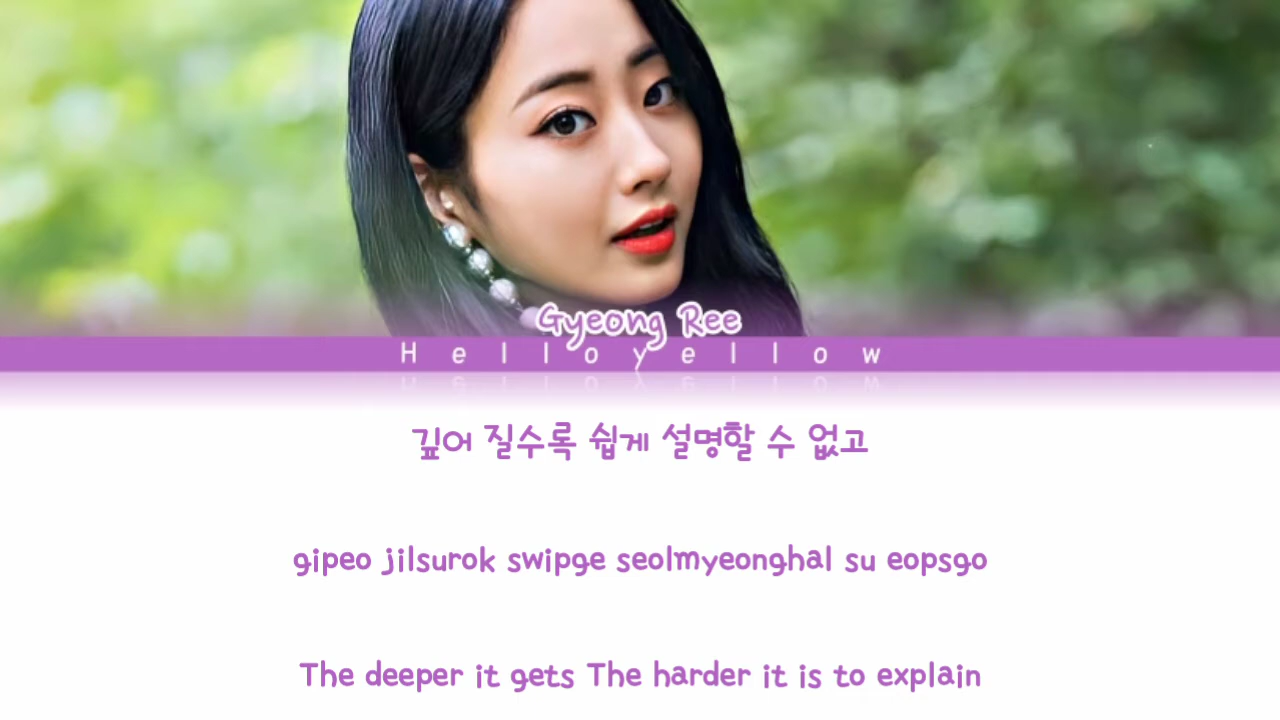 Gyeong Ree
Helloyellow
깊어 질수록 쉽게 설명할 수 없고
gipeo jilsurok swipge seolmyeonghal su eopsgo
The deeper it gets The harder it is to explain